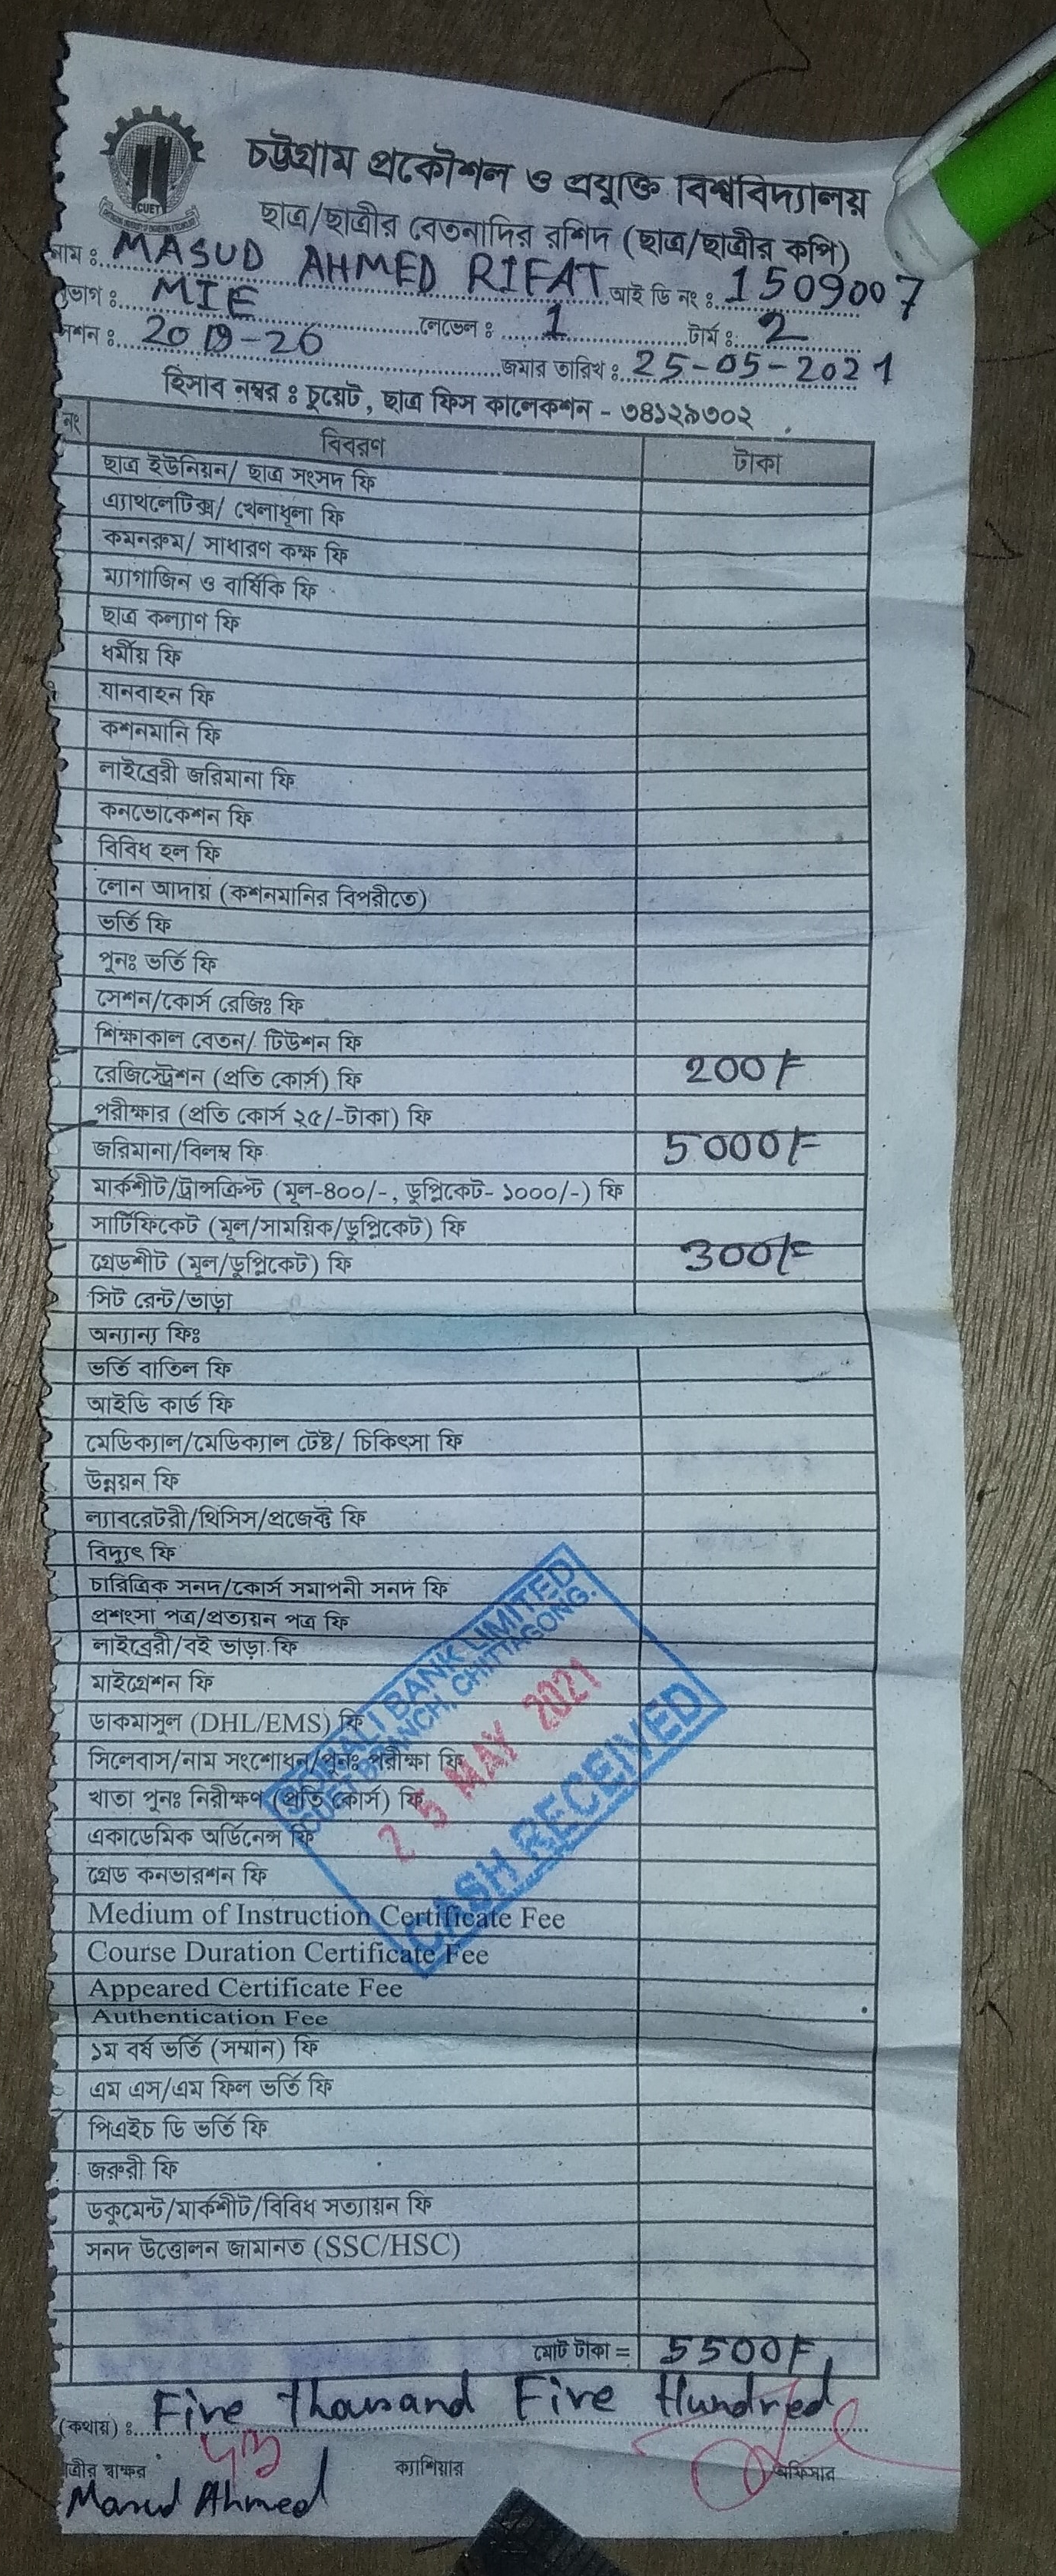 চট্টগ্রাম প্রকৌশল ও প্রযুক্তি বিশ্ববিদ্যালয়
CUET
ছাত্র/ছাত্রীর বেতনাদির রশিদ (ছাত্র/ছাত্রীর কপি)
নাম : MASUD AHMED RIFAT আই ডি নং : 1509007
ভাগ : MIE লেভেল : 1 টার্ম : 2
সশন : 2019-20 জমার তারিখ : 25-05-2021
হিসাব নম্বর : চুয়েট, ছাত্র ফিস কালেকশন - ৩৪১২৯৩০২
নং বিবরণ টাকা
ছাত্র ইউনিয়ন/ ছাত্র সংসদ ফি
এ্যাথলেটিক্স/ খেলাধূলা ফি
কমনরুম/ সাধারণ কক্ষ ফি
ম্যাগাজিন ও বার্ষিকি ফি
ছাত্র কল্যাণ ফি
ধর্মীয় ফি
যানবাহন ফি
কশনমানি ফি
লাইব্রেরী জরিমানা ফি
কনভোকেশন ফি
বিবিধ হল ফি
লোন আদায় (কশনমানির বিপরীতে)
ভর্তি ফি
পুনঃ ভর্তি ফি
সেশন/কোর্স রেজিঃ ফি
শিক্ষাকাল বেতন/ টিউশন ফি
রেজিস্ট্রেশন (প্রতি কোর্স) ফি 200/=
পরীক্ষার (প্রতি কোর্স ২৫/-টাকা) ফি
জরিমানা/বিলম্ব ফি 5000/=
মার্কশীট/ট্রান্সক্রিপ্ট (মূল-৪০০/-, ডুপ্লিকেট- ১০০০/-) ফি
সার্টিফিকেট (মূল/সাময়িক/ডুপ্লিকেট) ফি
গ্রেডশীট (মূল/ডুপ্লিকেট) ফি 300/=
সিট রেন্ট/ভাড়া
অন্যান্য ফিঃ
ভর্তি বাতিল ফি
আইডি কার্ড ফি
মেডিক্যাল/মেডিক্যাল টেষ্ট/ চিকিৎসা ফি
উন্নয়ন ফি
ল্যাবরেটরী/থিসিস/প্রজেক্ট ফি
বিদ্যুৎ ফি
চারিত্রিক সনদ/কোর্স সমাপনী সনদ ফি
প্রশংসা পত্র/প্রত্যয়ন পত্র ফি
লাইব্রেরী/বই ভাড়া ফি
মাইগ্রেশন ফি
ডাকমাসুল (DHL/EMS) ফি
সিলেবাস/নাম সংশোধন/পুনঃ পরীক্ষা ফি
খাতা পুনঃ নিরীক্ষণ (প্রতি কোর্স) ফি
একাডেমিক অর্ডিনেন্স ফি
গ্রেড কনভারশন ফি
SONALI BANK LIMITED
CUET BRANCH, CHITTAGONG.
25 MAY 2021
CASH RECEIVED
Medium of Instruction Certificate Fee
Course Duration Certificate Fee
Appeared Certificate Fee
Authentication Fee
১ম বর্ষ ভর্তি (সম্মান) ফি
এম এস/এম ফিল ভর্তি ফি
পিএইচ ডি ভর্তি ফি
জরুরী ফি
ডকুমেন্ট/মার্কশীট/বিবিধ সত্যায়ন ফি
সনদ উত্তোলন জামানত (SSC/HSC)
মোট টাকা = 5500/=
(কথায়) : Five thousand Five Hundred
ত্রীর স্বাক্ষর ক্যাশিয়ার অফিসার
Masud Ahmed